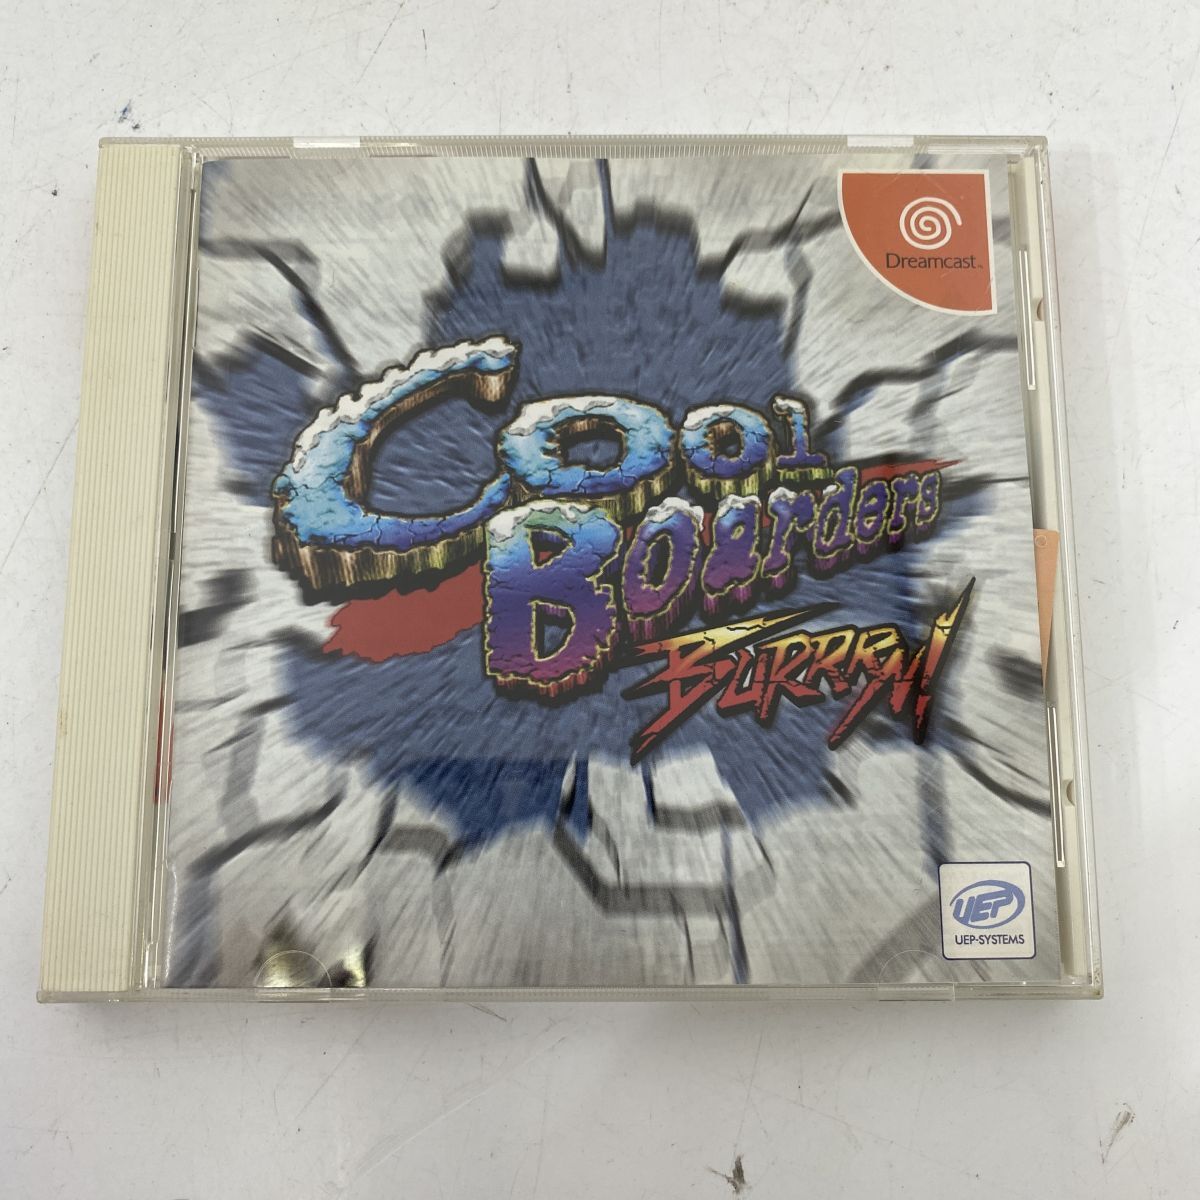 Dreamcast
Cool
Boarders
BURRRN!
UEP
UEP-SYSTEMS